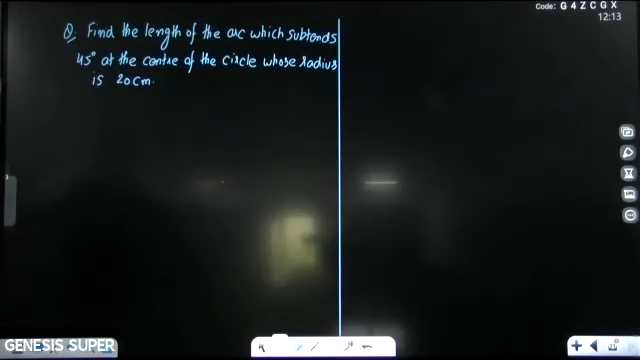 Code: G4ZCGX
12:13
Q. Find the length of the arc which subtends
45° at the centre of the circle whose radius
is 20cm.
GENESIS SUPER